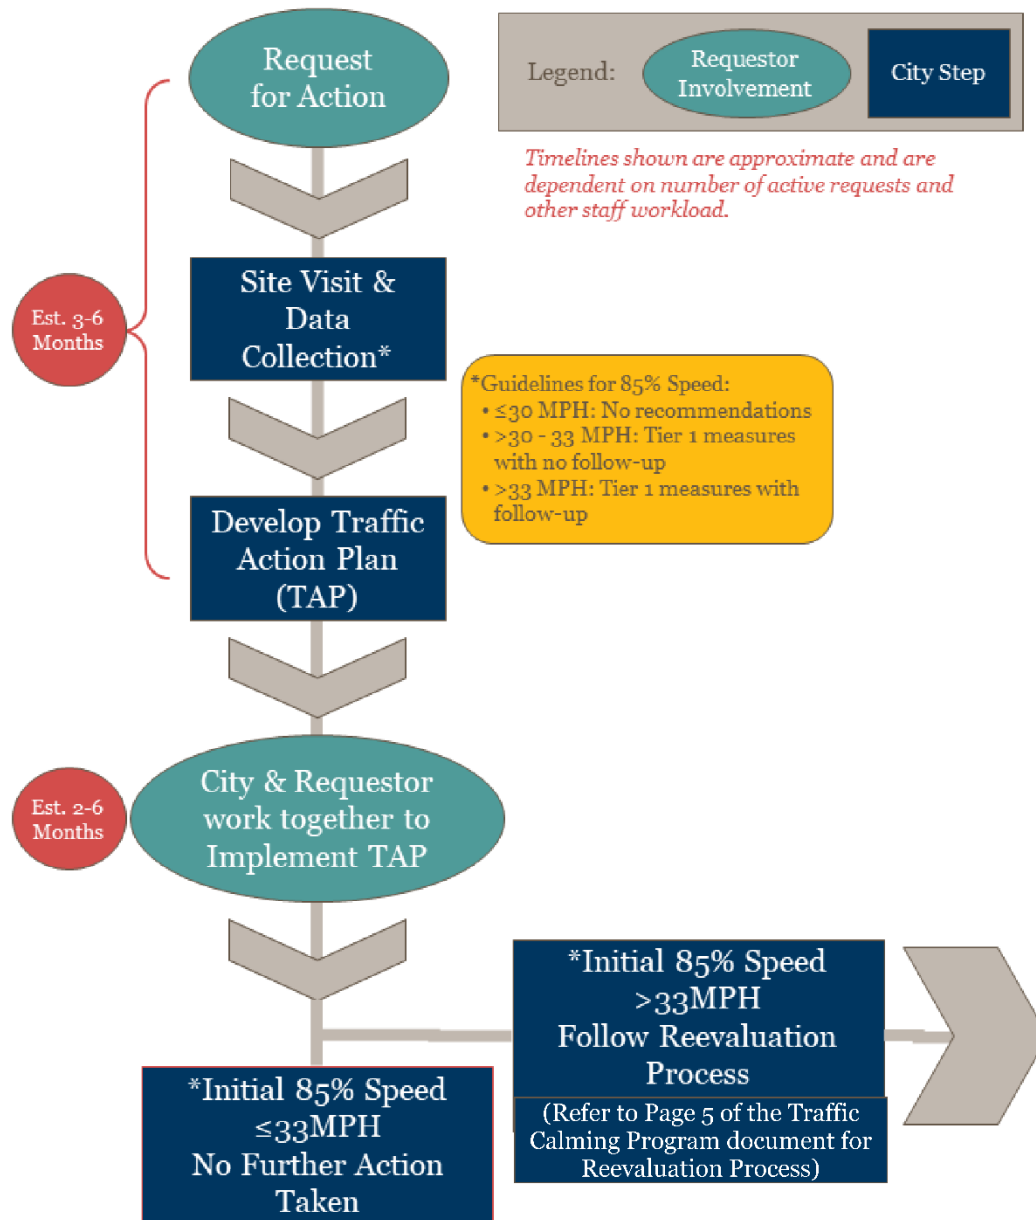 Request
for Action
Legend:
Requestor
Involvement
City Step
Timelines shown are approximate and are
dependent on number of active requests and
other staff workload.
Site Visit &
Data
Collection*
Est. 3-6
Months
*Guidelines for 85% Speed:
• ≤30 MPH: No recommendations
• >30 - 33 MPH: Tier 1 measures
with no follow-up
• >33 MPH: Tier 1 measures with
follow-up
Develop Traffic
Action Plan
(TAP)
City & Requestor
work together to
Implement TAP
Est. 2-6
Months
*Initial 85% Speed
>33MPH
Follow Reevaluation
Process
(Refer to Page 5 of the Traffic
Calming Program document for
Reevaluation Process)
*Initial 85% Speed
≤33MPH
No Further Action
Taken